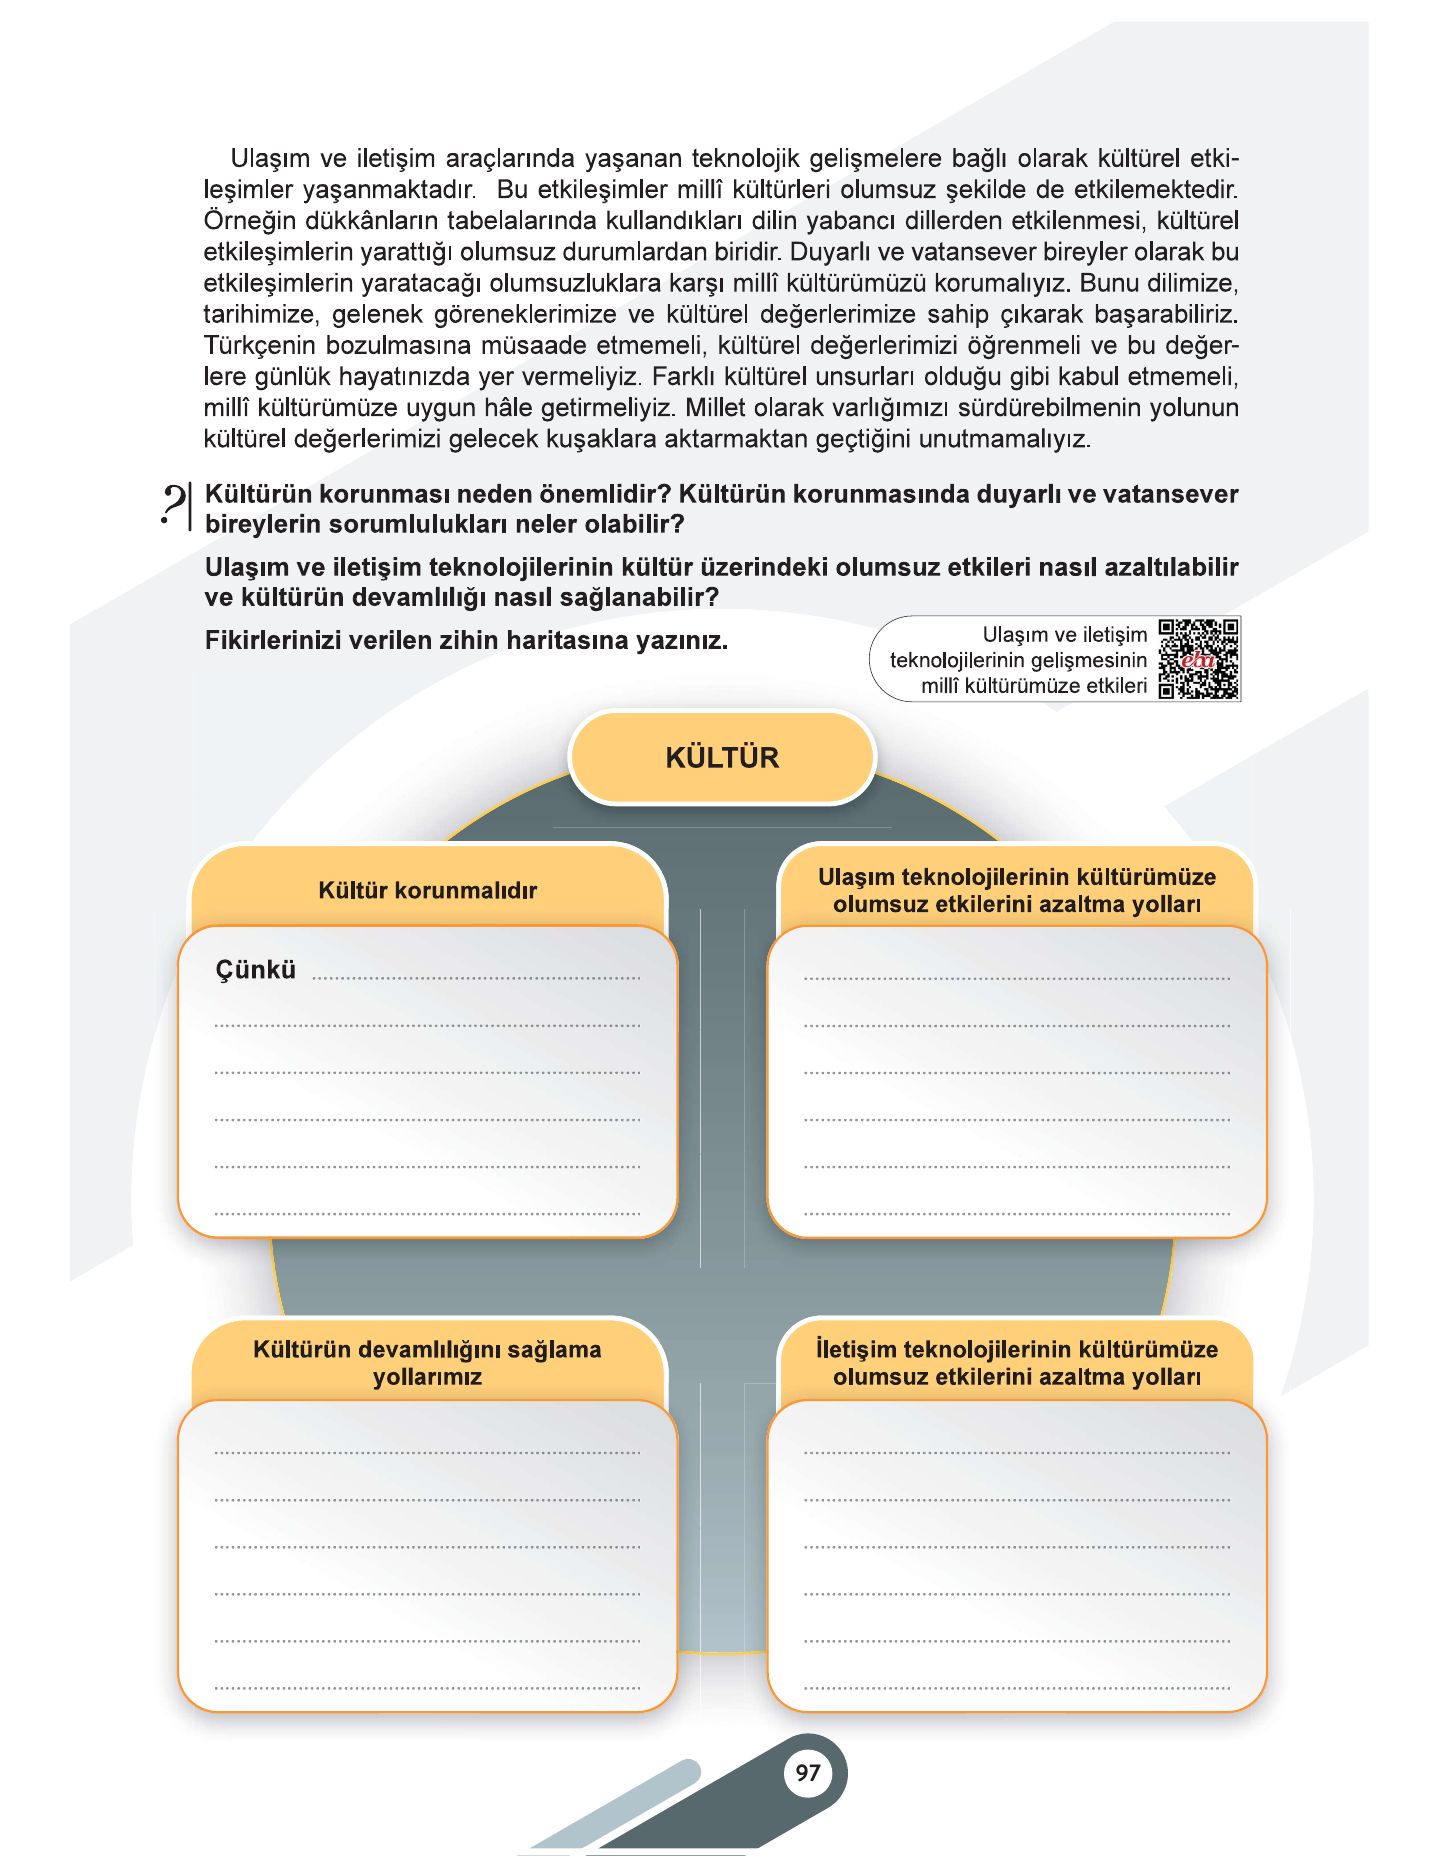 Ulaşım ve iletişim araçlarında yaşanan teknolojik gelişmelere bağlı olarak kültürel etki-
leşimler yaşanmaktadır. Bu etkileşimler millî kültürleri olumsuz şekilde de etkilemektedir.
Örneğin dükkânların tabelalarında kullandıkları dilin yabancı dillerden etkilenmesi, kültürel
etkileşimlerin yarattığı olumsuz durumlardan biridir. Duyarlı ve vatansever bireyler olarak bu
etkileşimlerin yaratacağı olumsuzluklara karşı millî kültürümüzü korumalıyız. Bunu dilimize,
tarihimize, gelenek göreneklerimize ve kültürel değerlerimize sahip çıkarak başarabiliriz.
Türkçenin bozulmasına müsaade etmemeli, kültürel değerlerimizi öğrenmeli ve bu değer-
lere günlük hayatınızda yer vermeliyiz. Farklı kültürel unsurları olduğu gibi kabul etmemeli,
millî kültürümüze uygun hâle getirmeliyiz. Millet olarak varlığımızı sürdürebilmenin yolunun
kültürel değerlerimizi gelecek kuşaklara aktarmaktan geçtiğini unutmamalıyız.
? Kültürün korunması neden önemlidir? Kültürün korunmasında duyarlı ve vatansever
bireylerin sorumlulukları neler olabilir?
Ulaşım ve iletişim teknolojilerinin kültür üzerindeki olumsuz etkileri nasıl azaltılabilir
ve kültürün devamlılığı nasıl sağlanabilir?
Fikirlerinizi verilen zihin haritasına yazınız.
Ulaşım ve iletişim
teknolojilerinin gelişmesinin
millî kültürümüze etkileri
eba
KÜLTÜR
Kültür korunmalıdır
Çünkü
Ulaşım teknolojilerinin kültürümüze
olumsuz etkilerini azaltma yolları
Kültürün devamlılığını sağlama
yollarımız
İletişim teknolojilerinin kültürümüze
olumsuz etkilerini azaltma yolları
97